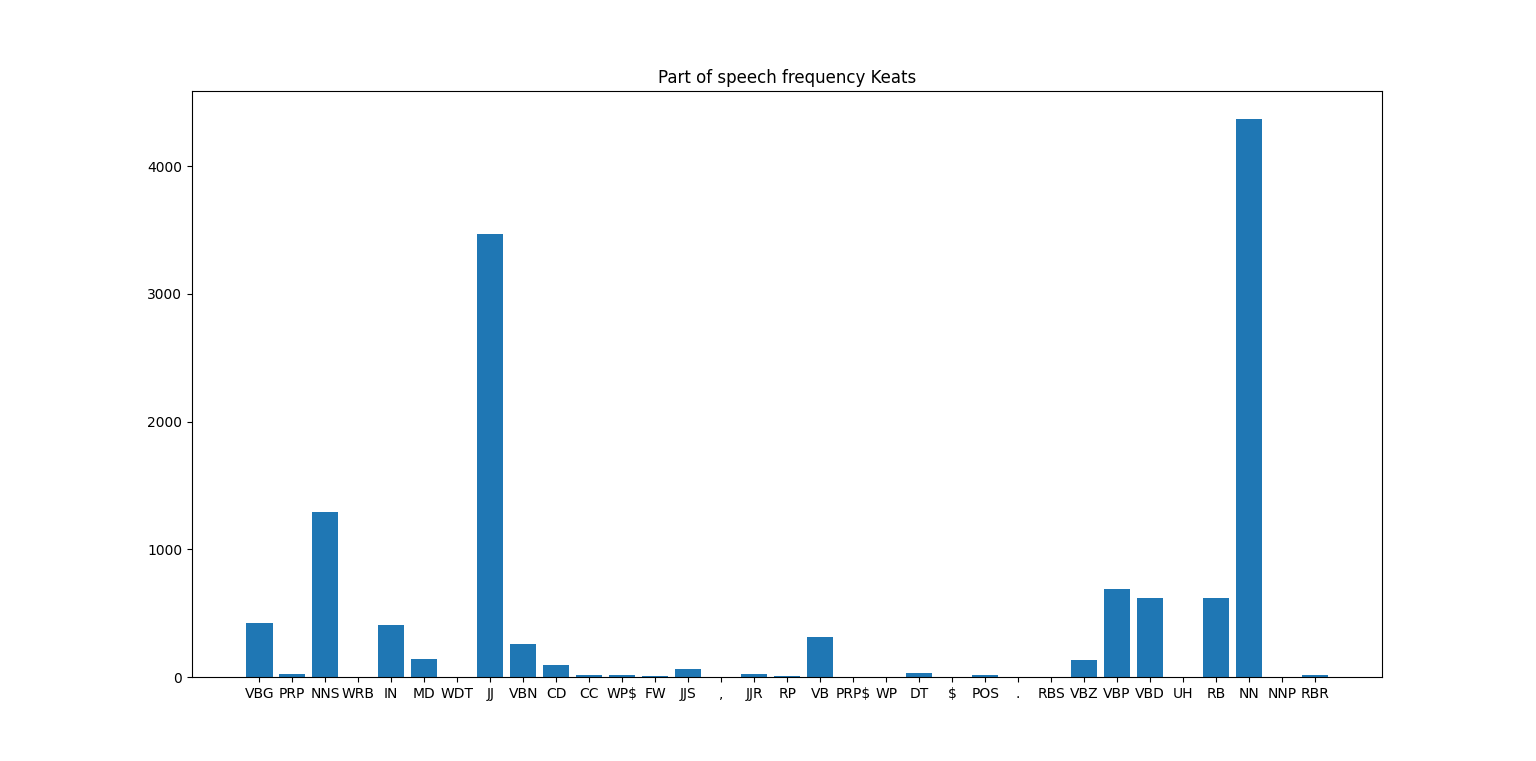 Part of speech frequency Keats
4000
3000
2000
1000
0
VBG PRP NNS WRB IN MD WDT JJ VBN CD CC WP$ FW JJS , JJR RP VB PRP$ WP DT $ POS . RBS VBZ VBP VBD UH RB NN NNP RBR